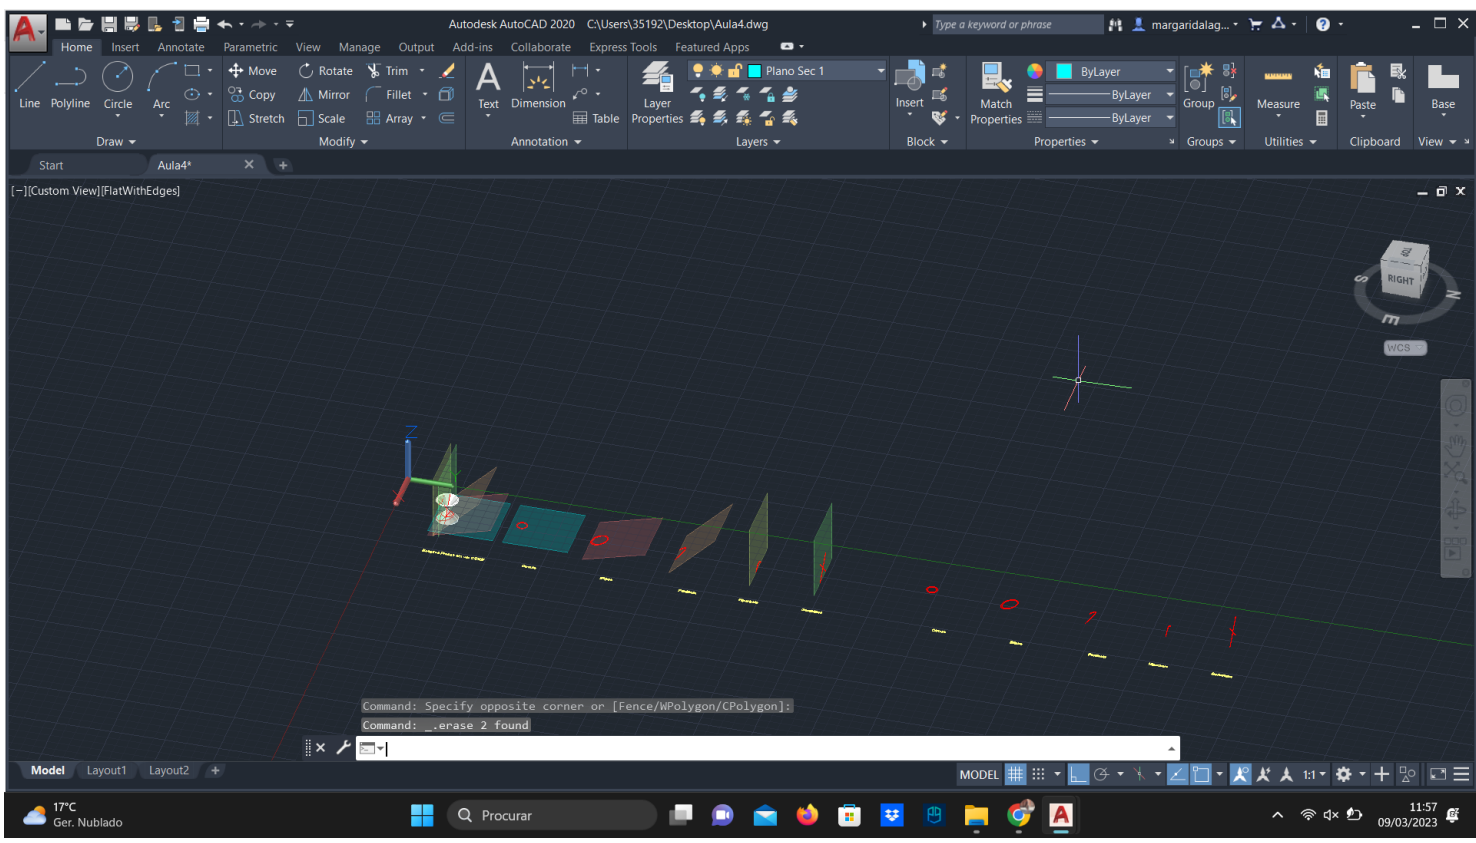 Autodesk AutoCAD 2020 C:\Users\35192\Desktop\Aula4.dwg
Type a keyword or phrase
margaridalag...
Home Insert Annotate Parametric View Manage Output Add-ins Collaborate Express Tools Featured Apps
Line Polyline Circle Arc
Move Rotate Trim
Copy Mirror Fillet
Stretch Scale Array
Text Dimension
Table
Layer
Properties
Plano Sec 1
Insert
Match
Properties
ByLayer
ByLayer
ByLayer
Group
Measure
Paste
Base
Draw Modify Annotation Layers Block Properties Groups Utilities Clipboard View
Start Aula4* +
[−][Custom View][FlatWithEdges]
RIGHT
S
E
N
WCS
Z
Command: Specify opposite corner or [Fence/WPolygon/CPolygon]:
Command: _.erase 2 found
Model Layout1 Layout2 +
MODEL
1:1
17°C
Ger. Nublado
Procurar
11:57
09/03/2023